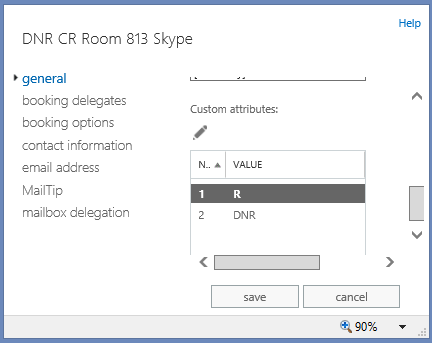 Help
DNR CR Room 813 Skype
general
booking delegates
booking options
contact information
email address
MailTip
mailbox delegation
Custom attributes:
N.. VALUE
1 R
2 DNR
save cancel
90%